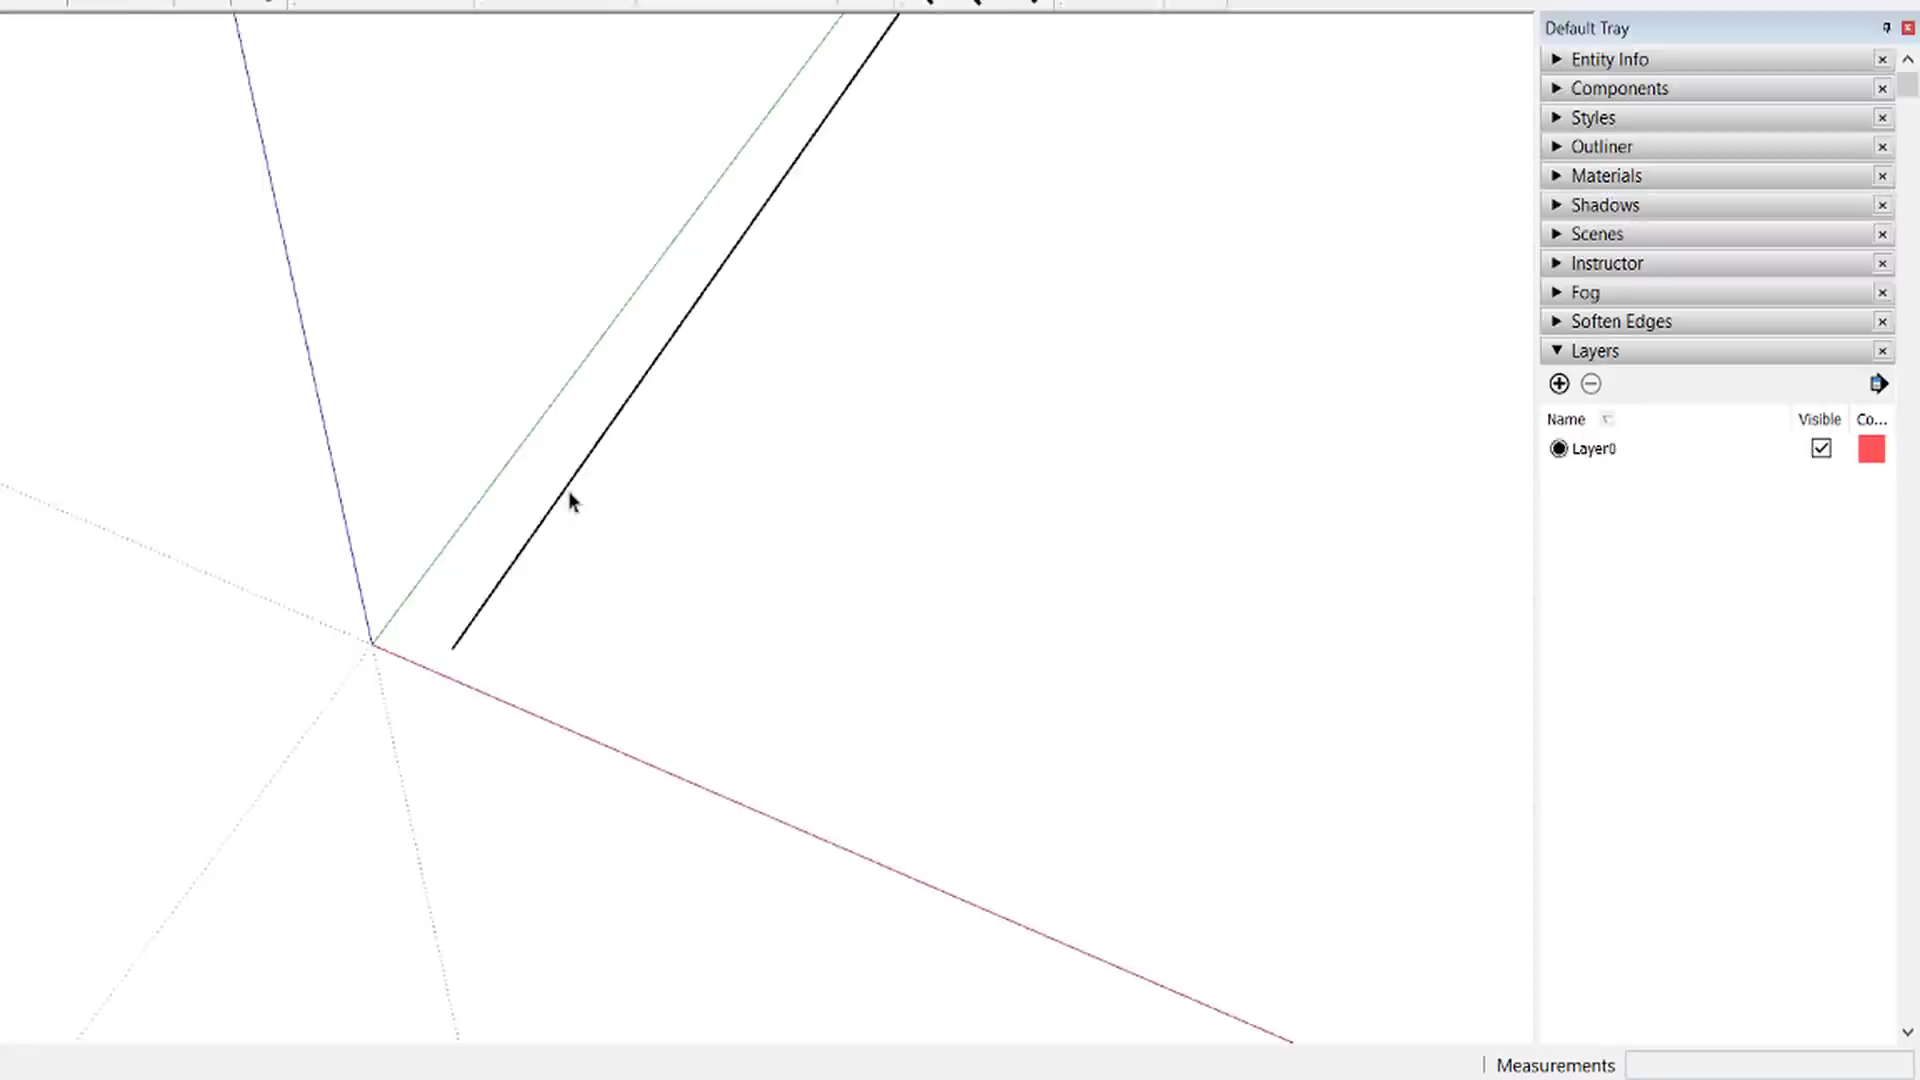 Default Tray
Entity Info
Components
Styles
Outliner
Materials
Shadows
Scenes
Instructor
Fog
Soften Edges
Layers
Name Visible Co...
Layer0
Measurements